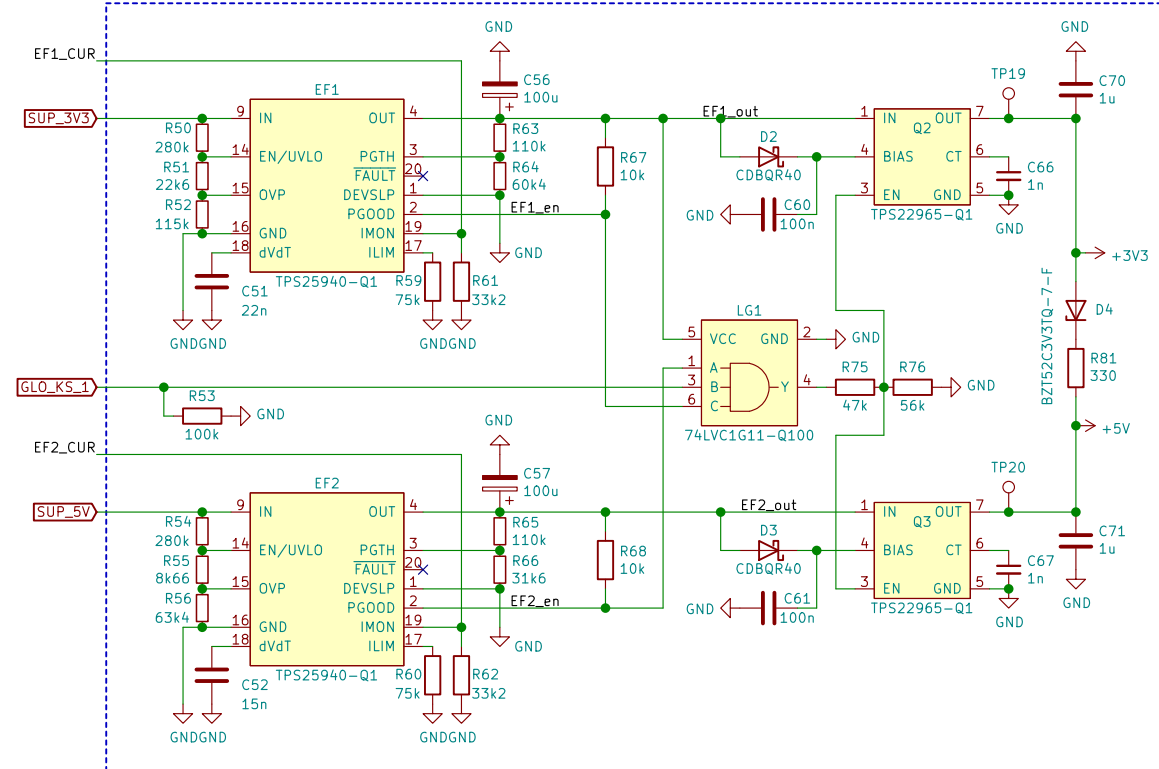 GND
GND
EF1_CUR
TP19
EF1
C56
100u
C70
1u
SUP_3V3
9 IN
OUT 4
EF1_out
1 IN
OUT 7
Q2
R50
280k
R63
110k
D2
CDBQR40
14 EN/UVLO
PGTH 3
4 BIAS
CT 6
R51
22k6
FAULT 20
R64
60k4
R67
10k
C66
1n
15 OVP
DEVSLP 1
3 EN
GND 5
R52
115k
PGOOD 2
EF1_en
GND
C60
100n
TPS22965-Q1
GND
16 GND
IMON 19
18 dVdT
ILIM 17
GND
+3V3
TPS25940-Q1
C51
22n
R59
75k
R61
33k2
BZT52C3V3TQ-7-F
D4
GND
GND
GND
GND
LG1
5 VCC
GND 2
GND
1 A
3 B
6 C
Y 4
74LVC1G11-Q100
R75
47k
R76
56k
GND
R81
330
GLO_KS_1
R53
100k
GND
+5V
GND
EF2_CUR
EF2
C57
100u
TP20
SUP_5V
9 IN
OUT 4
EF2_out
1 IN
OUT 7
Q3
R54
280k
R65
110k
D3
CDBQR40
C71
1u
14 EN/UVLO
PGTH 3
4 BIAS
CT 6
R55
8k66
FAULT 20
R66
31k6
R68
10k
C67
1n
15 OVP
DEVSLP 1
3 EN
GND 5
R56
63k4
PGOOD 2
EF2_en
GND
C61
100n
TPS22965-Q1
GND
GND
16 GND
IMON 19
18 dVdT
ILIM 17
GND
TPS25940-Q1
C52
15n
R60
75k
R62
33k2
GND
GND
GND
GND